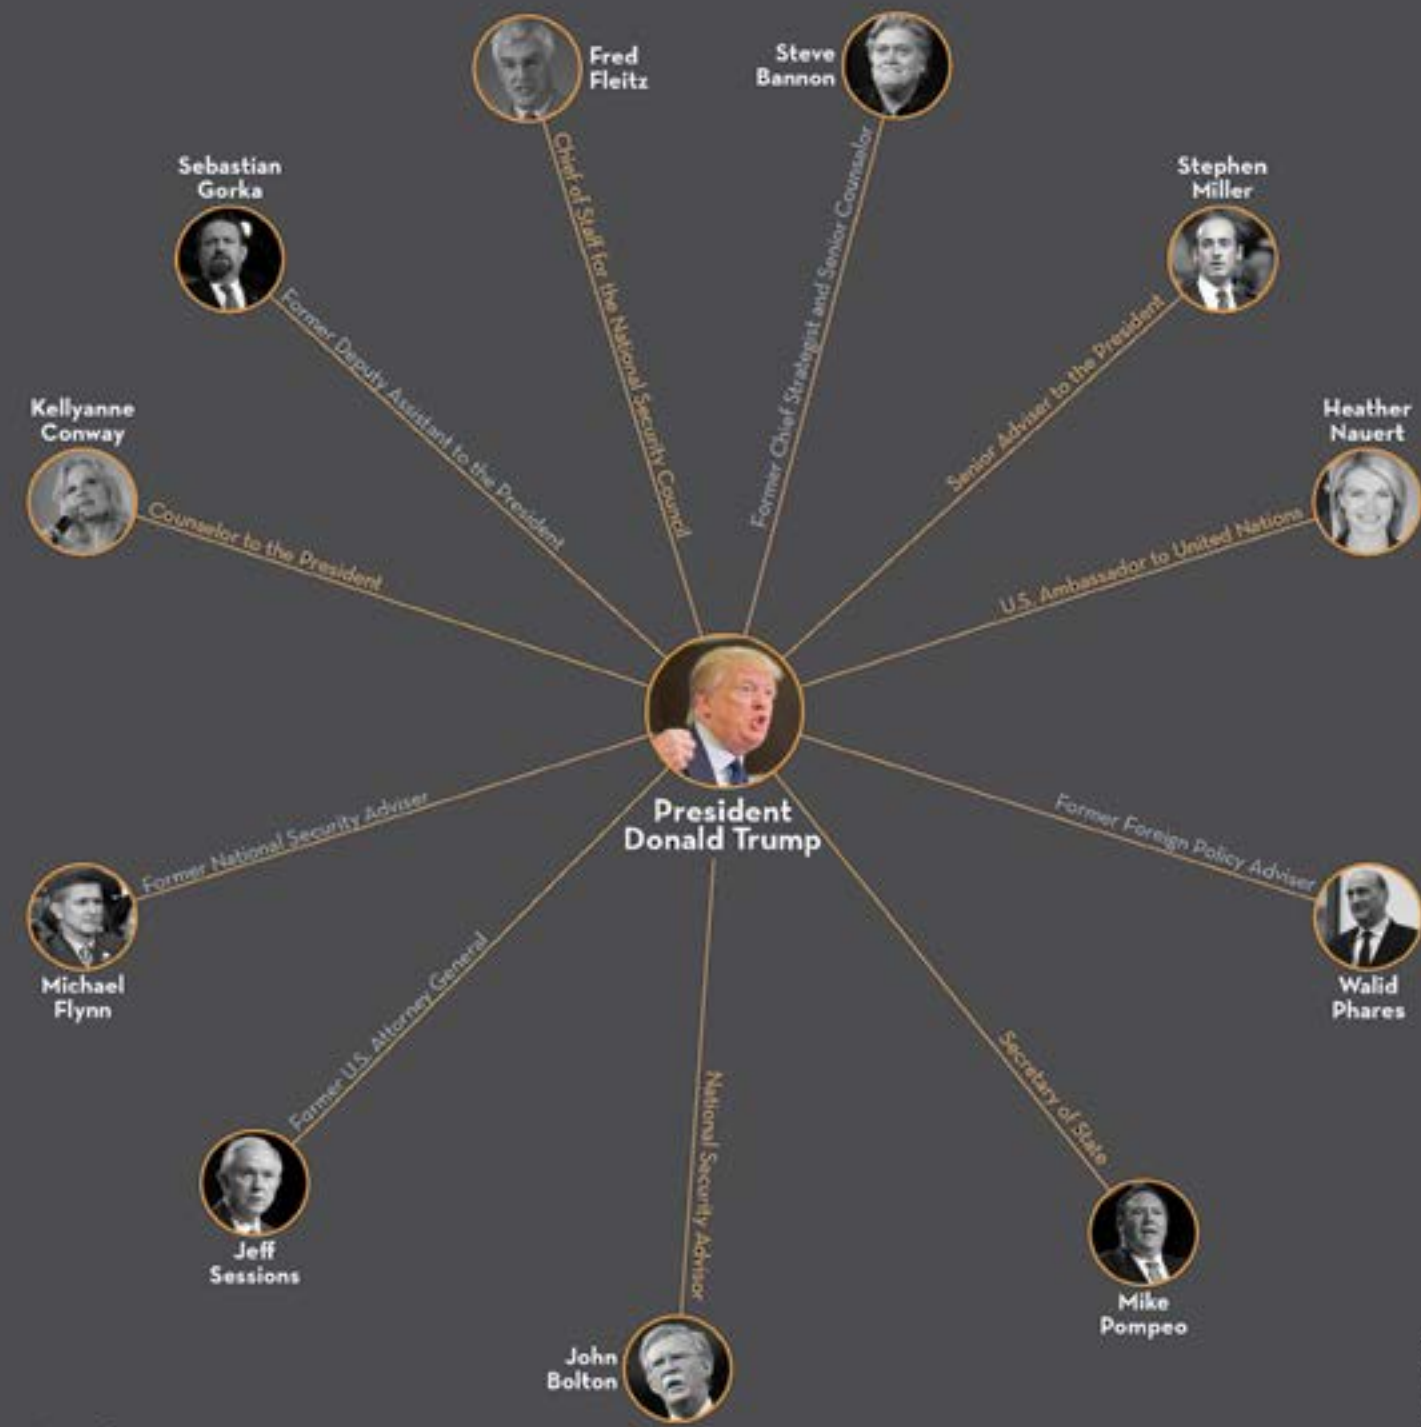 Fred
Fleitz
Steve
Bannon
Sebastian
Gorka
Stephen
Miller
Chief of Staff for the National Security Council
Former Chief Strategist and Senior Counselor
Former Deputy Assistant to the President
Senior Adviser to the President
Kellyanne
Conway
Heather
Nauert
Counselor to the President
U.S. Ambassador to United Nations
President
Donald Trump
Former National Security Adviser
Former Foreign Policy Adviser
Michael
Flynn
Walid
Phares
Former U.S. Attorney General
Secretary of State
National Security Advisor
Jeff
Sessions
Mike
Pompeo
John
Bolton